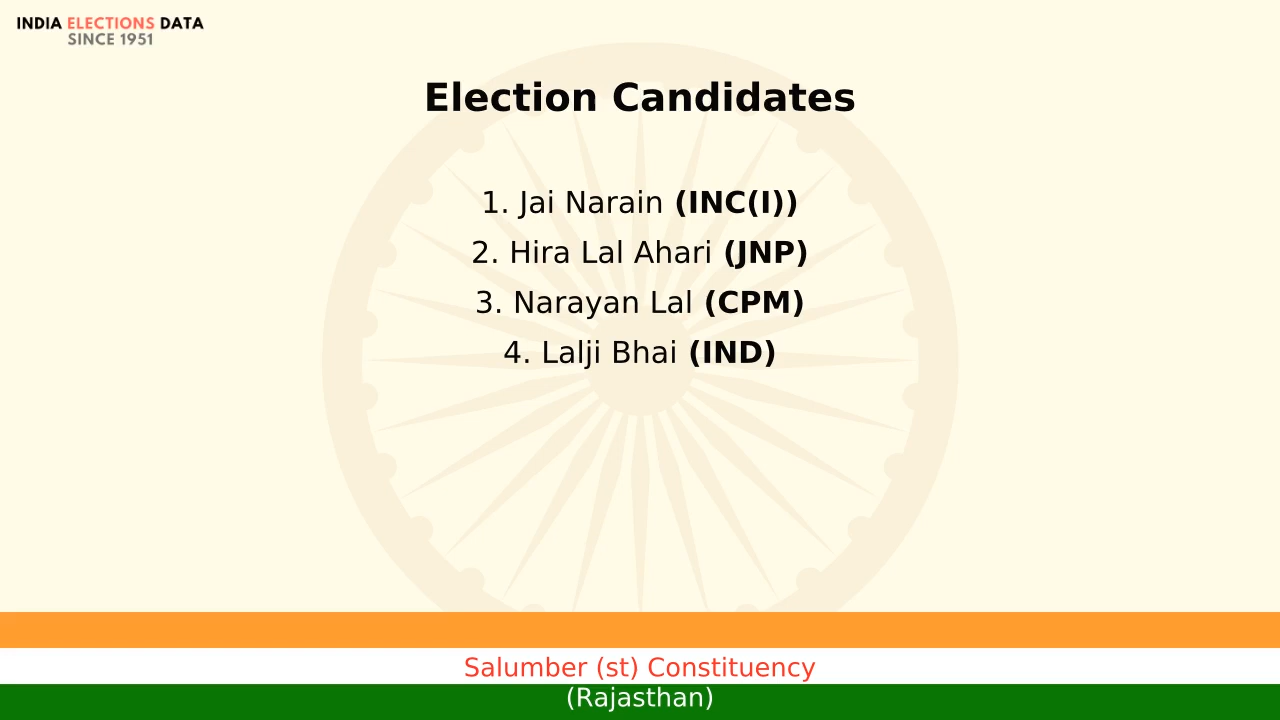 INDIA ELECTIONS DATA
SINCE 1951
Election Candidates
1. Jai Narain (INC(I))
2. Hira Lal Ahari (JNP)
3. Narayan Lal (CPM)
4. Lalji Bhai (IND)
Salumber (st) Constituency
(Rajasthan)